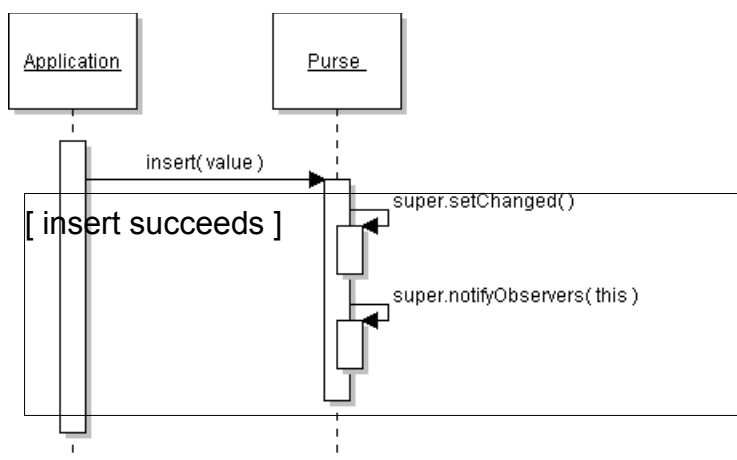 Application
Purse
insert( value )
super.setChanged()
[ insert succeeds ]
super.notifyObservers( this )